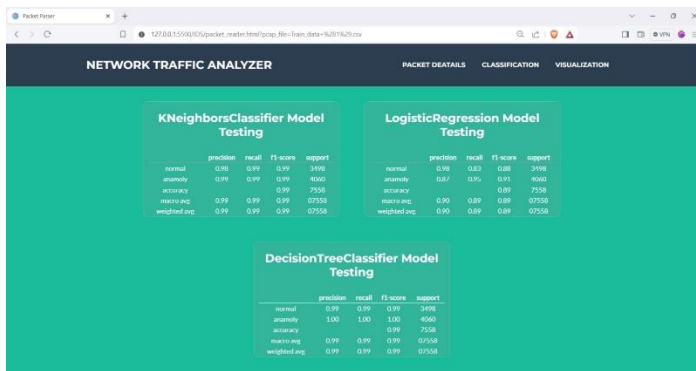 Packet Parser
127.0.0.1:5500/IDS/packet_reader.html?pcap_file=Train_data+%281%29.csv
VPN
NETWORK TRAFFIC ANALYZER
PACKET DEATAILS CLASSIFICATION VISUALIZATION
KNeighborsClassifier Model
Testing
precision recall f1-score support
normal 0.98 0.99 0.99 3498
anamoly 0.99 0.99 0.99 4060
accuracy 0.99 7558
macro avg 0.99 0.99 0.99 07558
weighted avg 0.99 0.99 0.99 07558
LogisticRegression Model
Testing
precision recall f1-score support
normal 0.98 0.83 0.88 3498
anamoly 0.87 0.95 0.91 4060
accuracy 0.89 7558
macro avg 0.90 0.89 0.89 07558
weighted avg 0.90 0.89 0.89 07558
DecisionTreeClassifier Model
Testing
precision recall f1-score support
normal 0.99 0.99 0.99 3498
anamoly 1.00 1.00 1.00 4060
accuracy 0.99 7558
macro avg 0.99 0.99 0.99 07558
weighted avg 0.99 0.99 0.99 07558